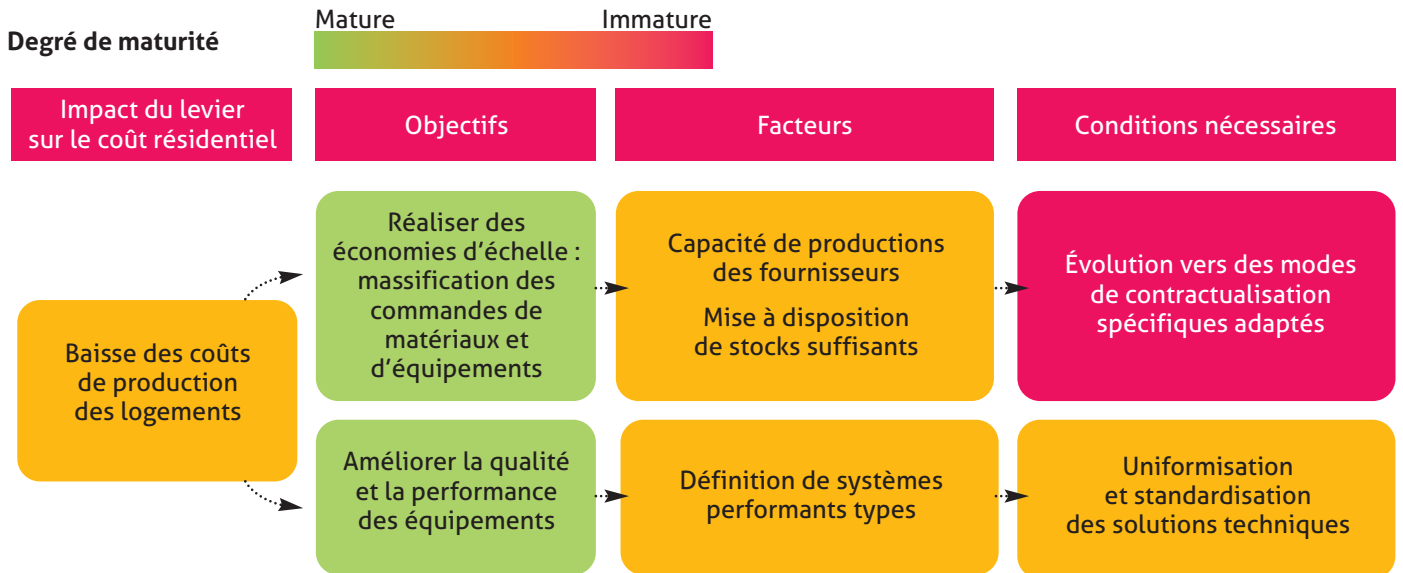 Degré de maturité
Mature
Immature
Impact du levier
sur le coût résidentiel
Objectifs
Facteurs
Conditions nécessaires
Baisse des coûts
de production
des logements
Réaliser des
économies d'échelle :
massification des
commandes de
matériaux et
d'équipements
Capacité de productions
des fournisseurs
Mise à disposition
de stocks suffisants
Évolution vers des modes
de contractualisation
spécifiques adaptés
Améliorer la qualité
et la performance
des équipements
Définition de systèmes
performants types
Uniformisation
et standardisation
des solutions techniques